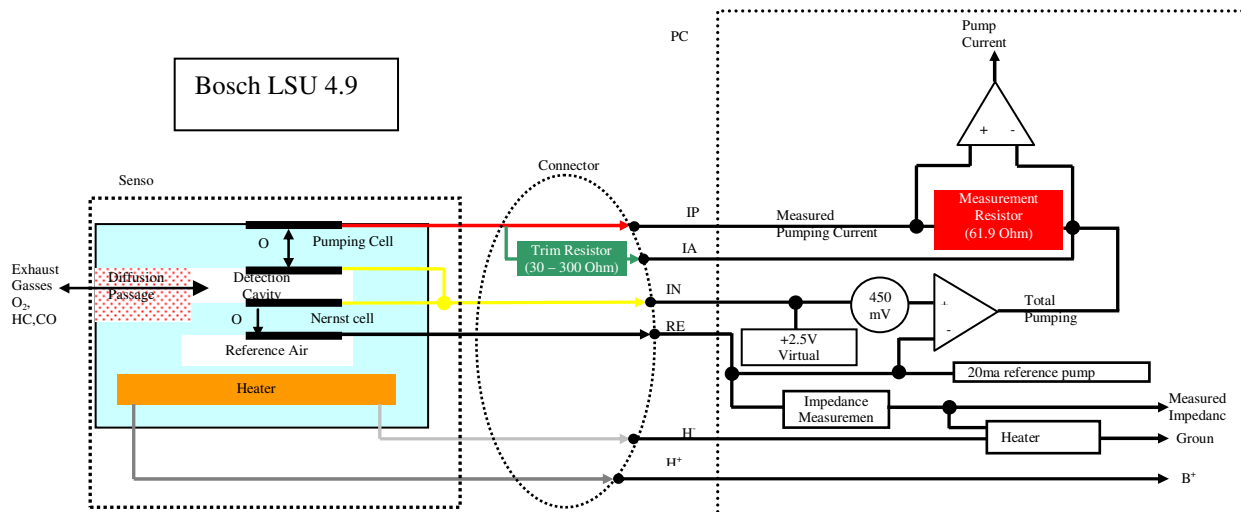 Bosch LSU 4.9
PC
Pump
Current
+
-
Connector
Senso
IP
Measured
Pumping Current
Measurement
Resistor
(61.9 Ohm)
O
Pumping Cell
Trim Resistor
(30 – 300 Ohm)
IA
Exhaust
Gasses
O2,
HC,CO
Diffusion
Passage
Detection
Cavity
IN
450
mV
+
-
Total
Pumping
O
Nernst cell
RE
+2.5V
Virtual
Reference Air
20ma reference pump
Heater
Impedance
Measuremen
Measured
Impedanc
H-
Heater
Groun
H+
B+